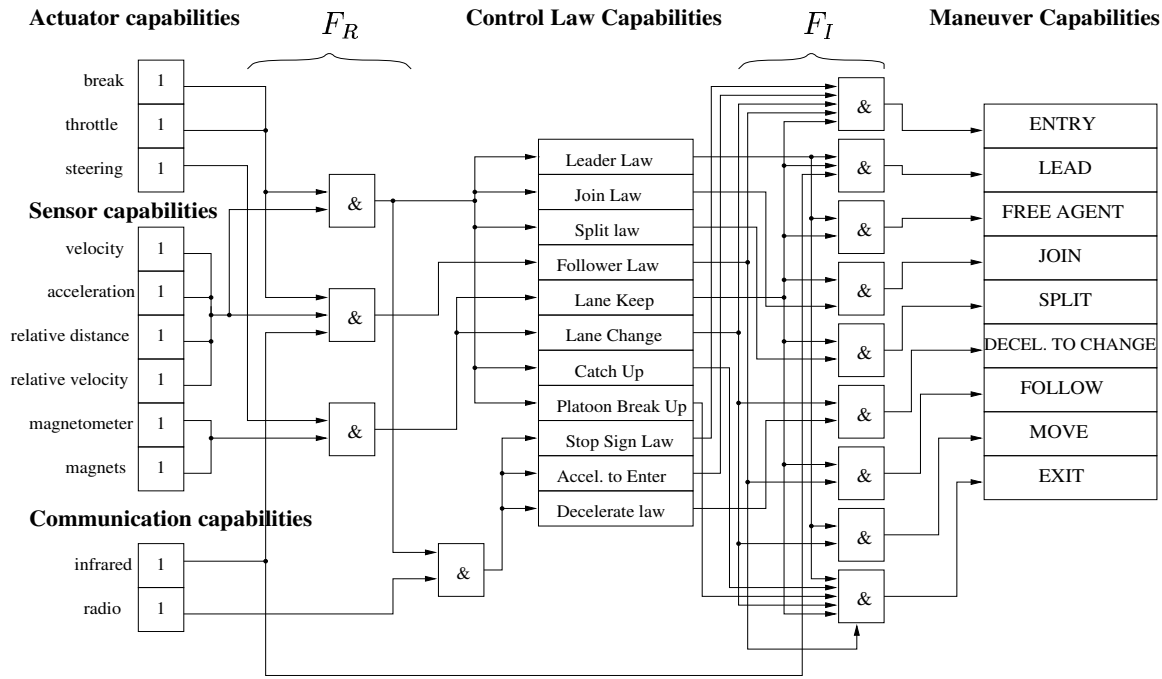 Actuator capabilities
F_R
Control Law Capabilities
F_I
Maneuver Capabilities
break
1
throttle
1
steering
1
Sensor capabilities
velocity
1
acceleration
1
relative distance
1
relative velocity
1
magnetometer
1
magnets
1
Communication capabilities
infrared
1
radio
1
&
&
&
&
Leader Law
Join Law
Split law
Follower Law
Lane Keep
Lane Change
Catch Up
Platoon Break Up
Stop Sign Law
Accel. to Enter
Decelerate law
&
&
&
&
&
&
&
&
&
ENTRY
LEAD
FREE AGENT
JOIN
SPLIT
DECEL. TO CHANGE
FOLLOW
MOVE
EXIT